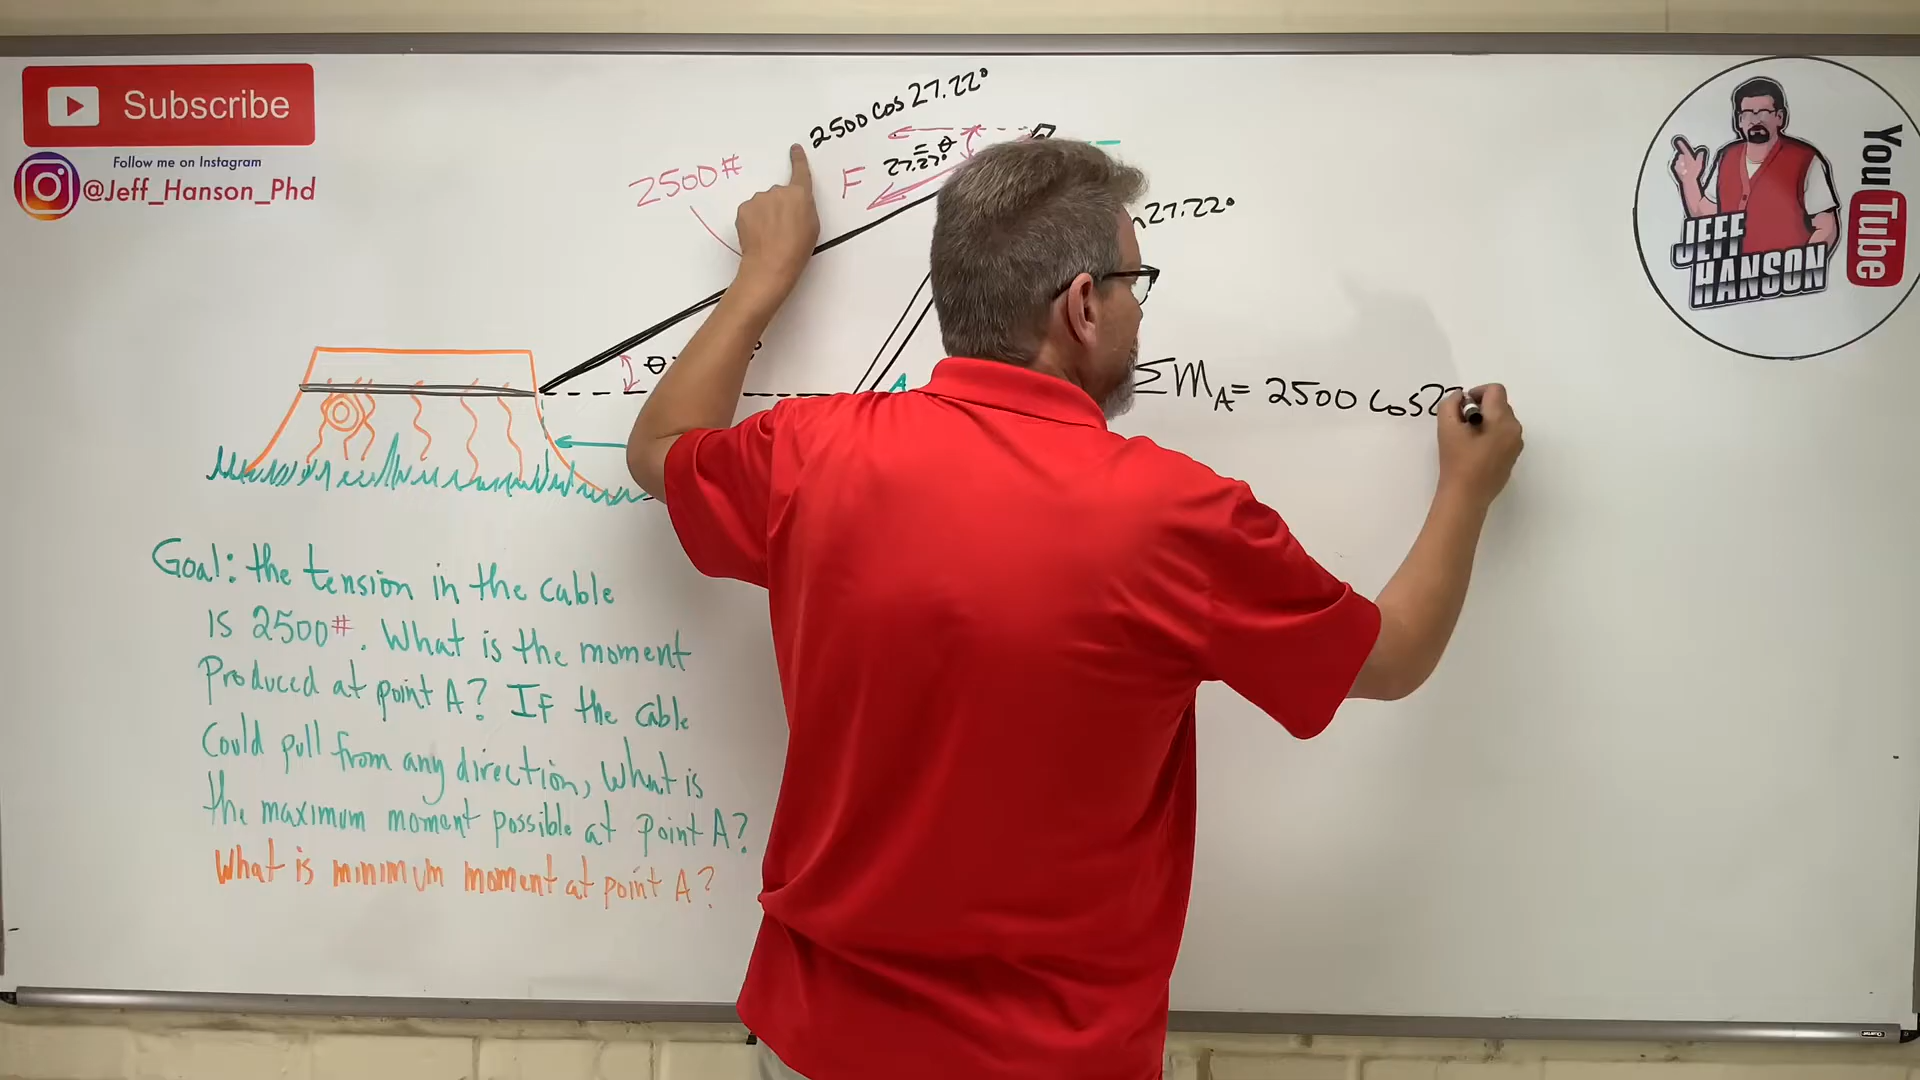 Subscribe
Follow me on Instagram
@Jeff_Hanson_Phd
2500 cos 27.22°
2500#
F
= θ
27.22°
27.22°
θ
A
ΣM_A = 2500 cos
Goal: the tension in the cable
is 2500#. What is the moment
Produced at point A? IF the cable
Could pull from any direction, What is
the maximum moment possible at point A?
What is minimum moment at point A?
YouTube
JEFF
HANSON